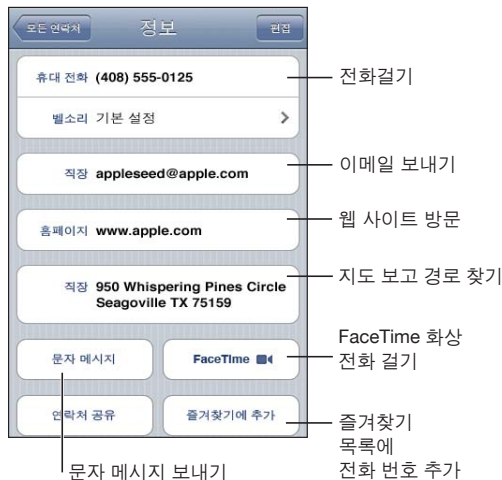 모든 연락처
정보
편집
휴대 전화 (408) 555-0125
전화걸기
벨소리 기본 설정
직장 appleseed@apple.com
이메일 보내기
홈페이지 www.apple.com
웹 사이트 방문
직장 950 Whispering Pines Circle
Seagoville TX 75159
지도 보고 경로 찾기
문자 메시지
FaceTime
FaceTime 화상
전화 걸기
연락처 공유
즐겨찾기에 추가
즐겨찾기
목록에
전화 번호 추가
문자 메시지 보내기